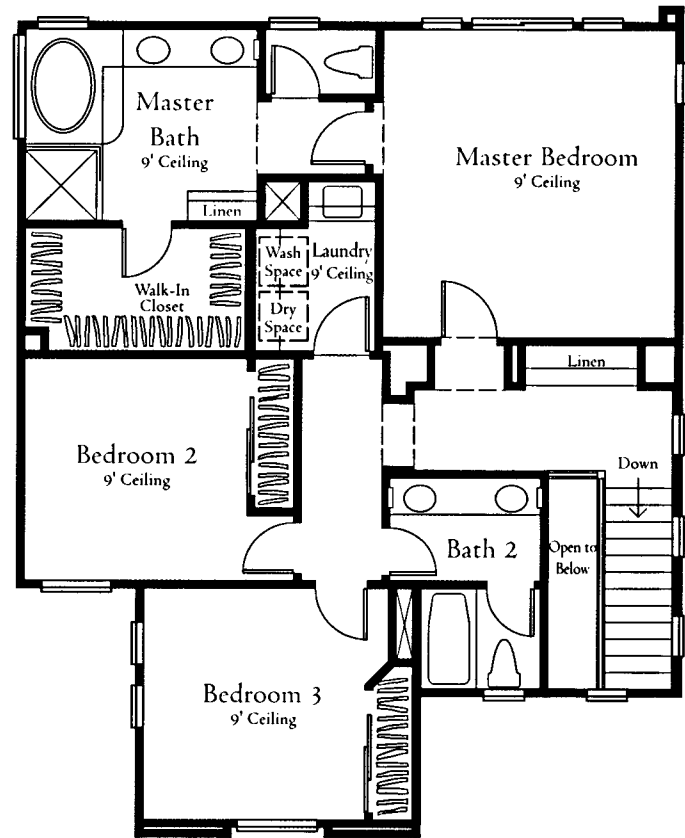 Master
Bath
9' Ceiling
Master Bedroom
9' Ceiling
Linen
Wash
Space
Laundry
9' Ceiling
Walk-In
Closet
Dry
Space
Linen
Bedroom 2
9' Ceiling
Down
Bath 2
Open to
Below
Bedroom 3
9' Ceiling